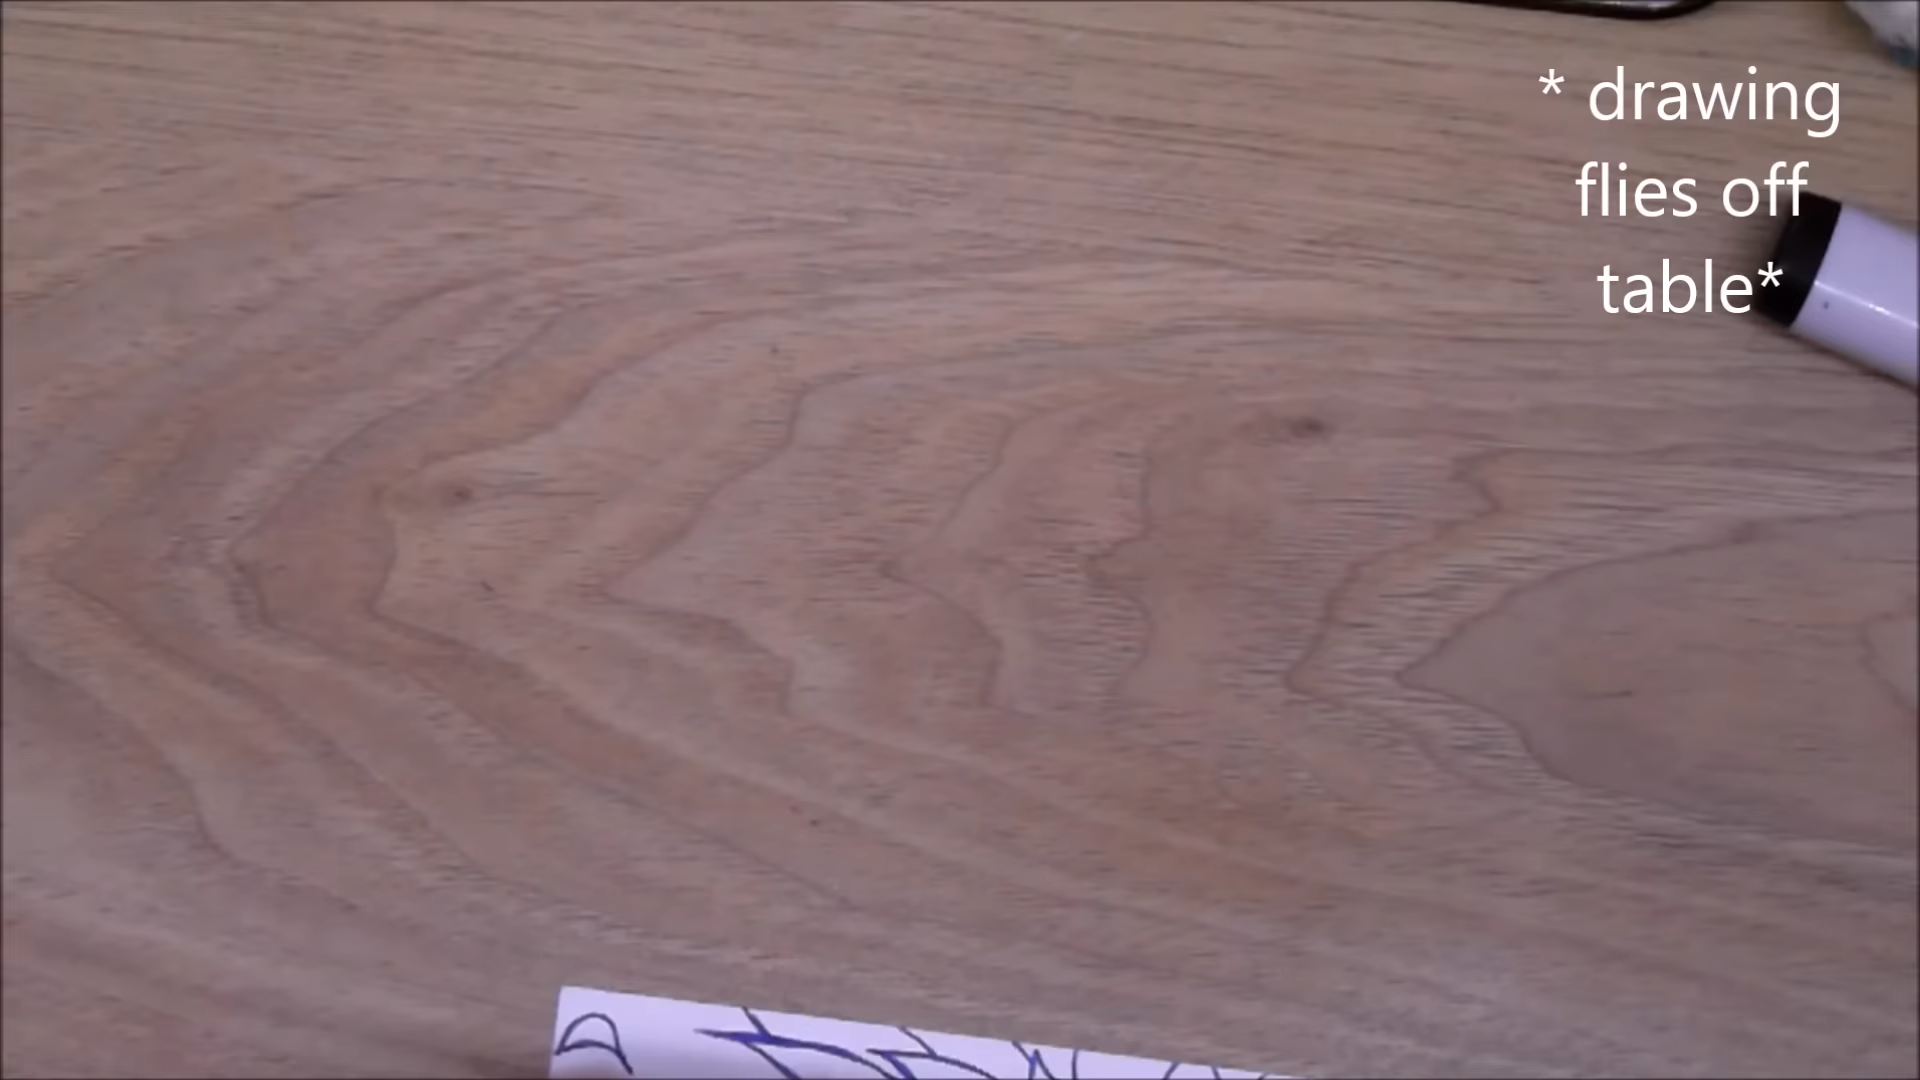 * drawing
flies off
table*